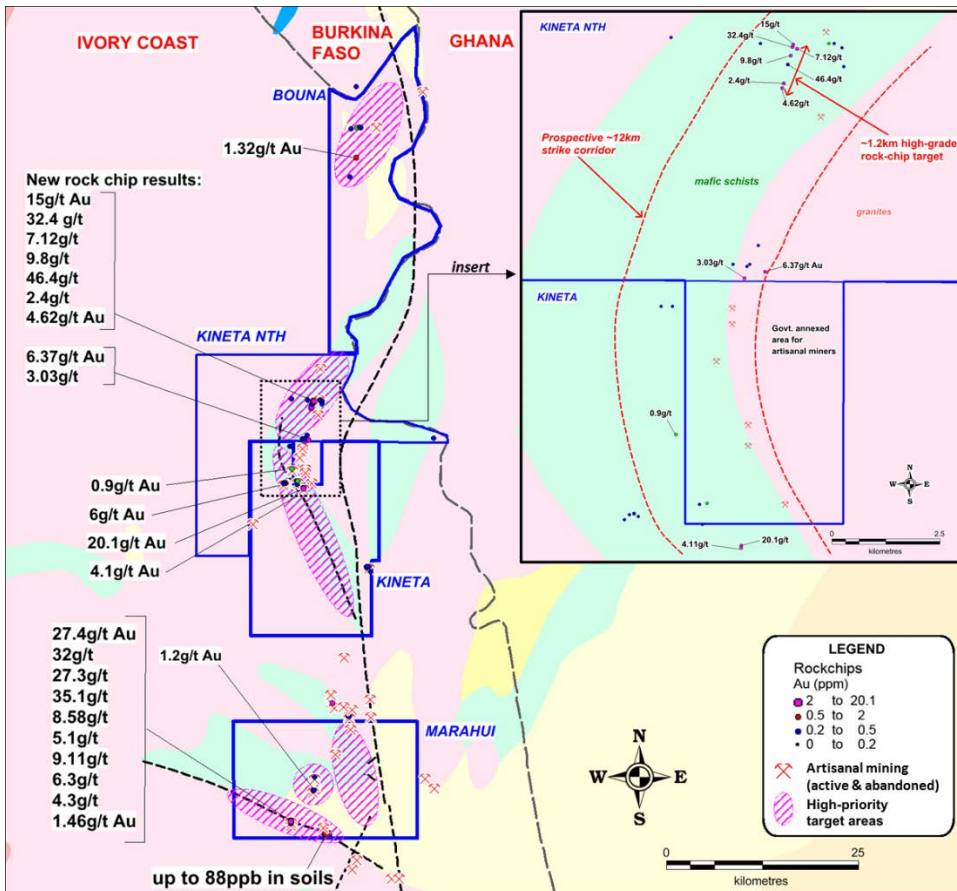 IVORY COAST
BURKINA
FASO
GHANA
BOUNA
1.32g/t Au
New rock chip results:
15g/t Au
32.4 g/t
7.12g/t
9.8g/t
46.4g/t
2.4g/t
4.62g/t Au
KINETA NTH
6.37g/t Au
3.03g/t
0.9g/t Au
6g/t Au
20.1g/t Au
4.1g/t Au
KINETA
27.4g/t Au
32g/t
27.3g/t
35.1g/t
8.58g/t
5.1g/t
9.11g/t
6.3g/t
4.3g/t
1.46g/t Au
1.2g/t Au
MARAHUI
up to 88ppb in soils
insert
KINETA NTH
15g/t
32.4g/t
7.12g/t
9.8g/t
46.4g/t
2.4g/t
4.62g/t
Prospective ~12km
strike corridor
~1.2km high-grade
rock-chip target
mafic schists
granites
3.03g/t
6.37g/t Au
KINETA
Govt. annexed
area for
artisanal miners
0.9g/t
4.11g/t
20.1g/t
N
W
E
S
0
2.5
kilometres
LEGEND
Rockchips
Au (ppm)
2 to 20.1
0.5 to 2
0.2 to 0.5
0 to 0.2
Artisanal mining
(active & abandoned)
High-priority
target areas
N
W
E
S
0
25
kilometres